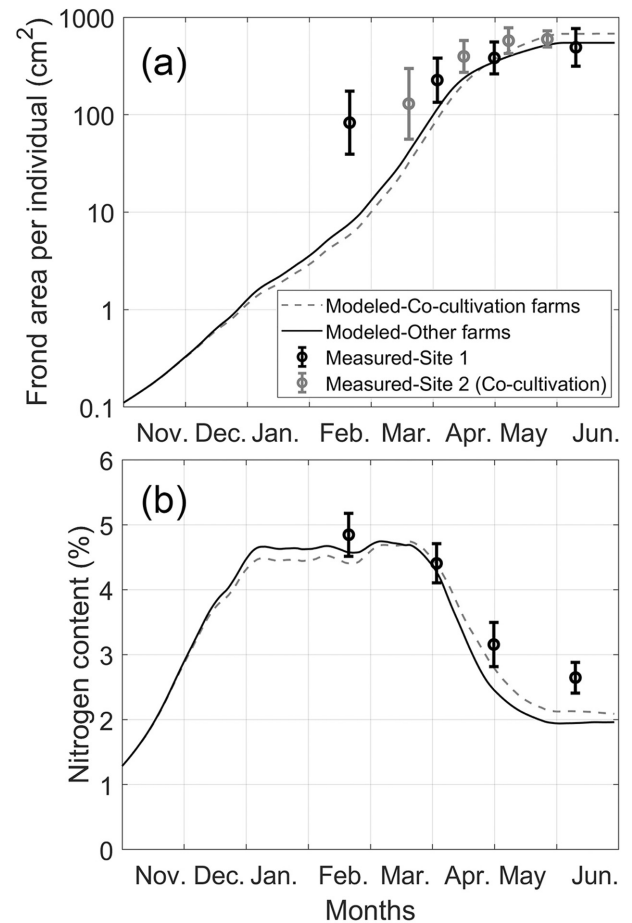 1000
(a)
100
10
1
0.1
Frond area per individual (cm²)
Modeled-Co-cultivation farms
Modeled-Other farms
Measured-Site 1
Measured-Site 2 (Co-cultivation)
Nov. Dec. Jan. Feb. Mar. Apr. May Jun.
6
(b)
5
4
3
2
1
0
Nitrogen content (%)
Nov. Dec. Jan. Feb. Mar. Apr. May Jun.
Months